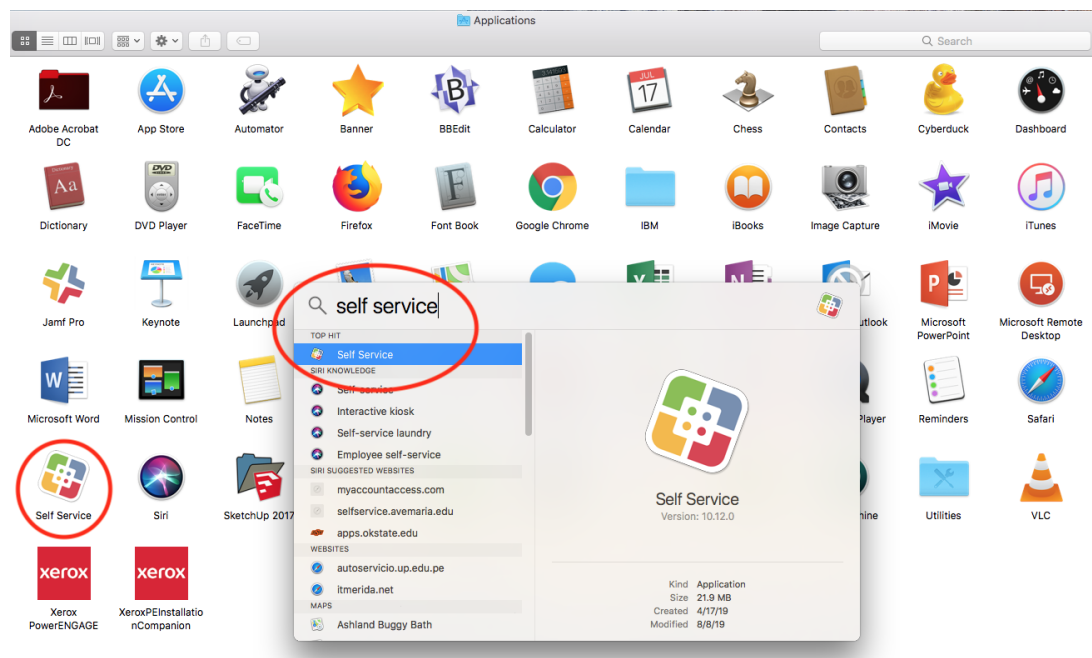 Applications
Search
Adobe Acrobat
DC
App Store
Automator
Banner
BBEdit
Calculator
JUL
17
Calendar
Chess
Contacts
Cyberduck
Dashboard
Aa
Dictionary
DVD
DVD Player
FaceTime
Firefox
F
Font Book
Google Chrome
IBM
iBooks
Image Capture
iMovie
iTunes
Jamf Pro
Keynote
Launchpad
utlook
P
Microsoft
PowerPoint
Microsoft Remote
Desktop
W
Microsoft Word
Mission Control
Notes
Player
Reminders
Safari
Self Service
Siri
SketchUp 2017
hine
Utilities
VLC
xerox
Xerox
PowerENGAGE
xerox
XeroxPEInstallatio
nCompanion
self service
TOP HIT
Self Service
SIRI KNOWLEDGE
Self-service
Interactive kiosk
Self-service laundry
Employee self-service
SIRI SUGGESTED WEBSITES
myaccountaccess.com
selfservice.avemaria.edu
apps.okstate.edu
WEBSITES
autoservicio.up.edu.pe
itmerida.net
MAPS
Ashland Buggy Bath
Self Service
Version: 10.12.0
Kind Application
Size 21.9 MB
Created 4/17/19
Modified 8/8/19